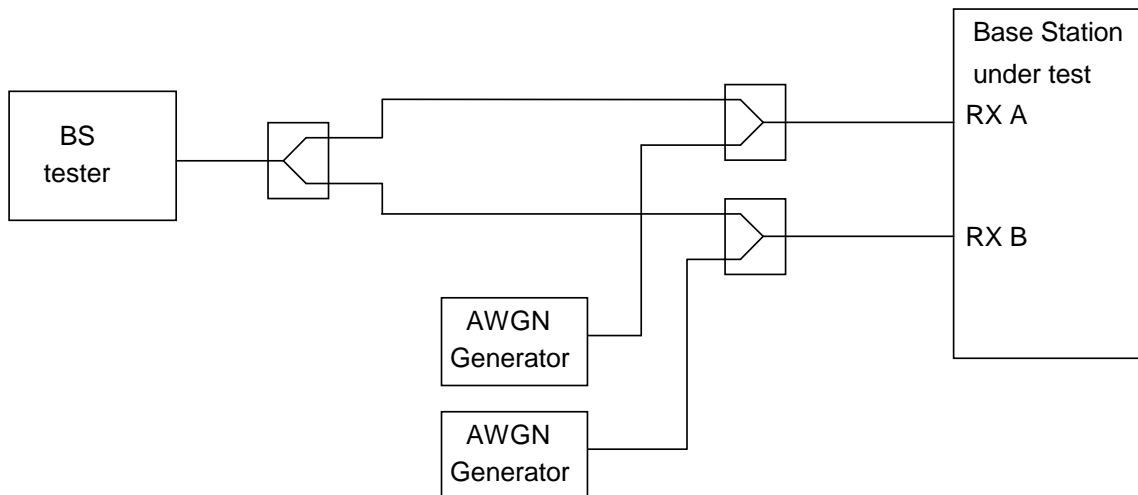 BS
tester
Base Station
under test
RX A
RX B
AWGN
Generator
AWGN
Generator